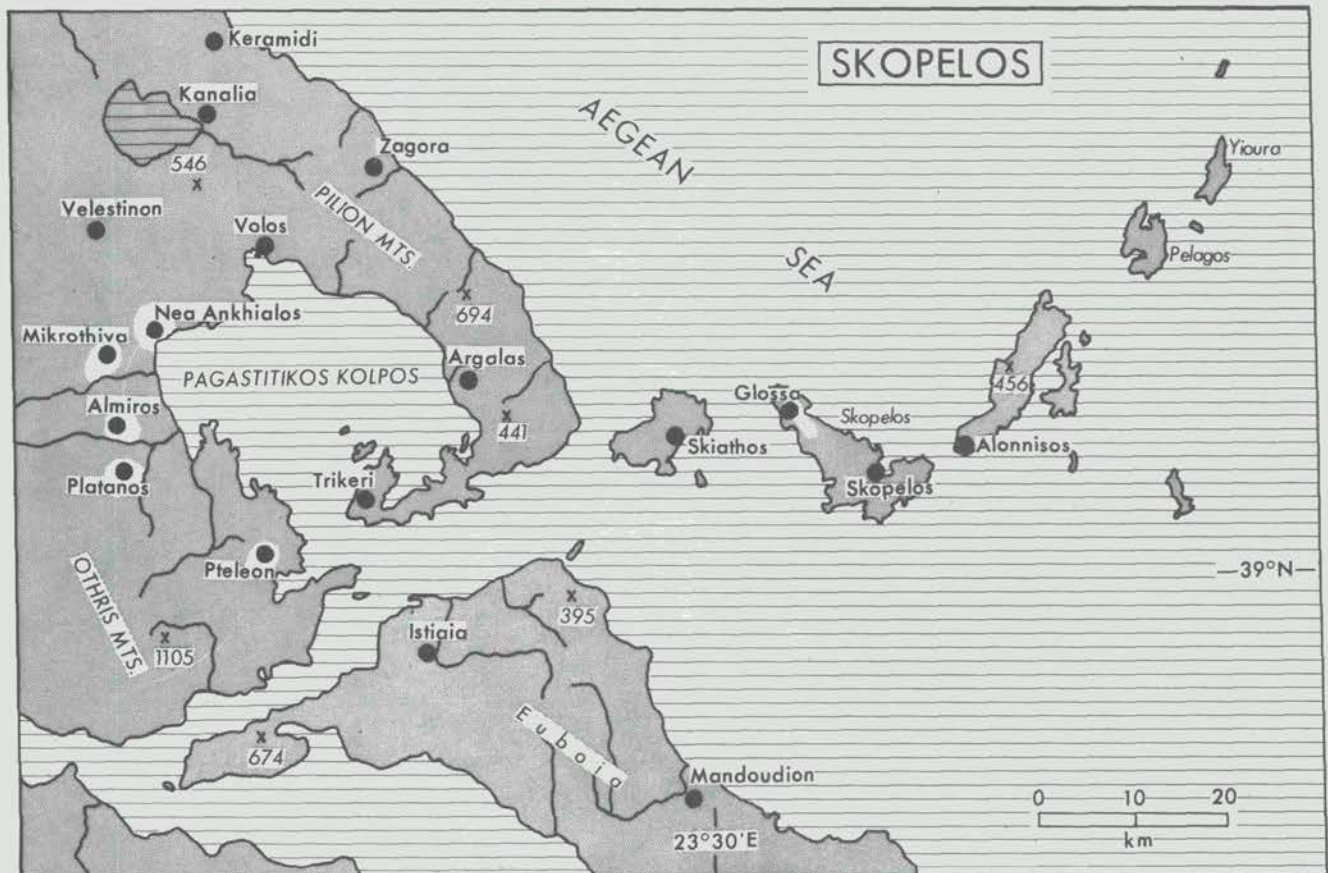 SKOPELOS
Keramidi
AEGEAN
Kanalia
Zagora
Yioura
546
PILION MTS.
Velestinon
Volos
SEA
Pelagos
694
Nea Ankhialos
Mikrothiva
Argalas
PAGASTITIKOS KOLPOS
456
Glossa
Almiros
441
Skopelos
Skiathos
Alonnisos
Platanos
Trikeri
Skopelos
Pteleon
39°N
OTHRIS MTS.
395
1105
Istiaia
Euboia
674
Mandoudion
0 10 20
km
23°30'E